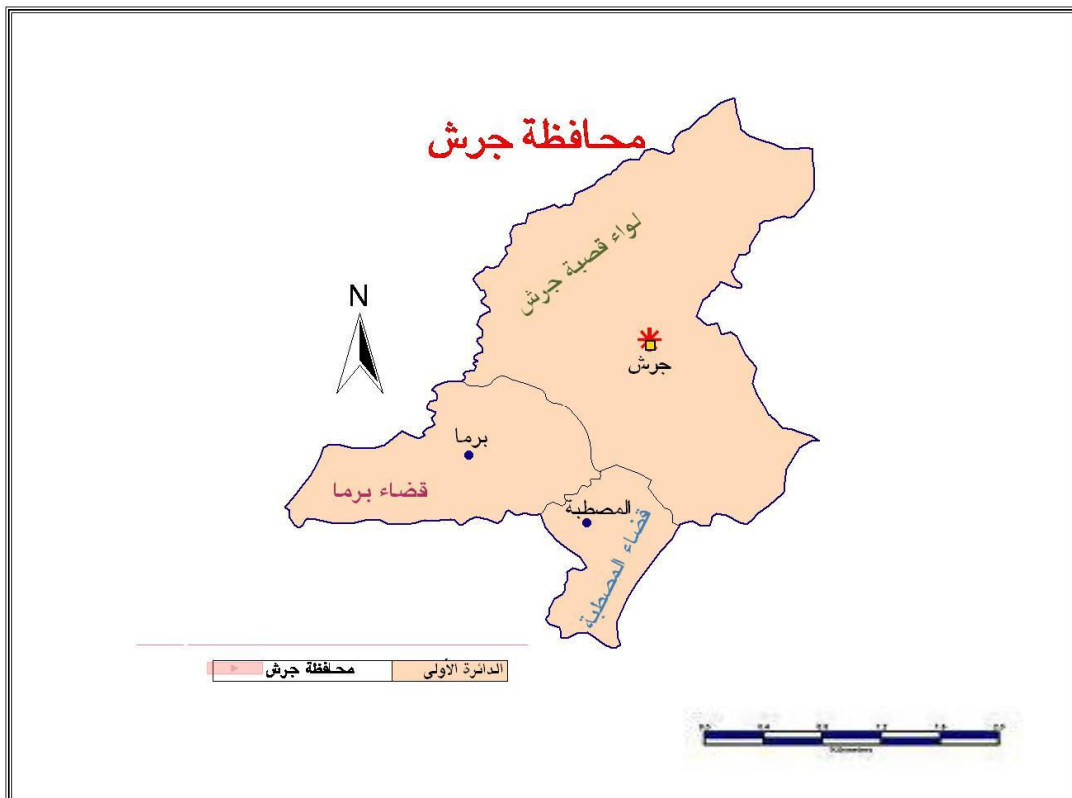 محافظة جرش
لواء قصبة جرش
N
جرش
برما
قضاء برما
المصطبة
قضاء المصطبة
الدائرة الأولى
محافظة جرش